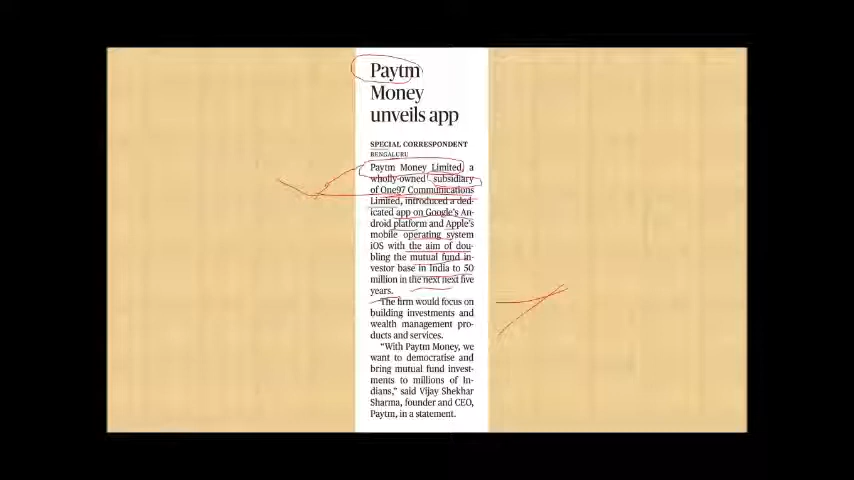 Paytm
Money
unveils app
SPECIAL CORRESPONDENT
BENGALURU
Paytm Money Limited, a
wholly-owned subsidiary
of One97 Communications
Limited, introduced a ded-
icated app on Google's An-
droid platform and Apple's
mobile operating system
iOS with the aim of dou-
bling the mutual fund in-
vestor base in India to 50
million in the next next five
years.
The firm would focus on
building investments and
wealth management pro-
ducts and services.
"With Paytm Money, we
want to democratise and
bring mutual fund invest-
ments to millions of In-
dians," said Vijay Shekhar
Sharma, founder and CEO,
Paytm, in a statement.